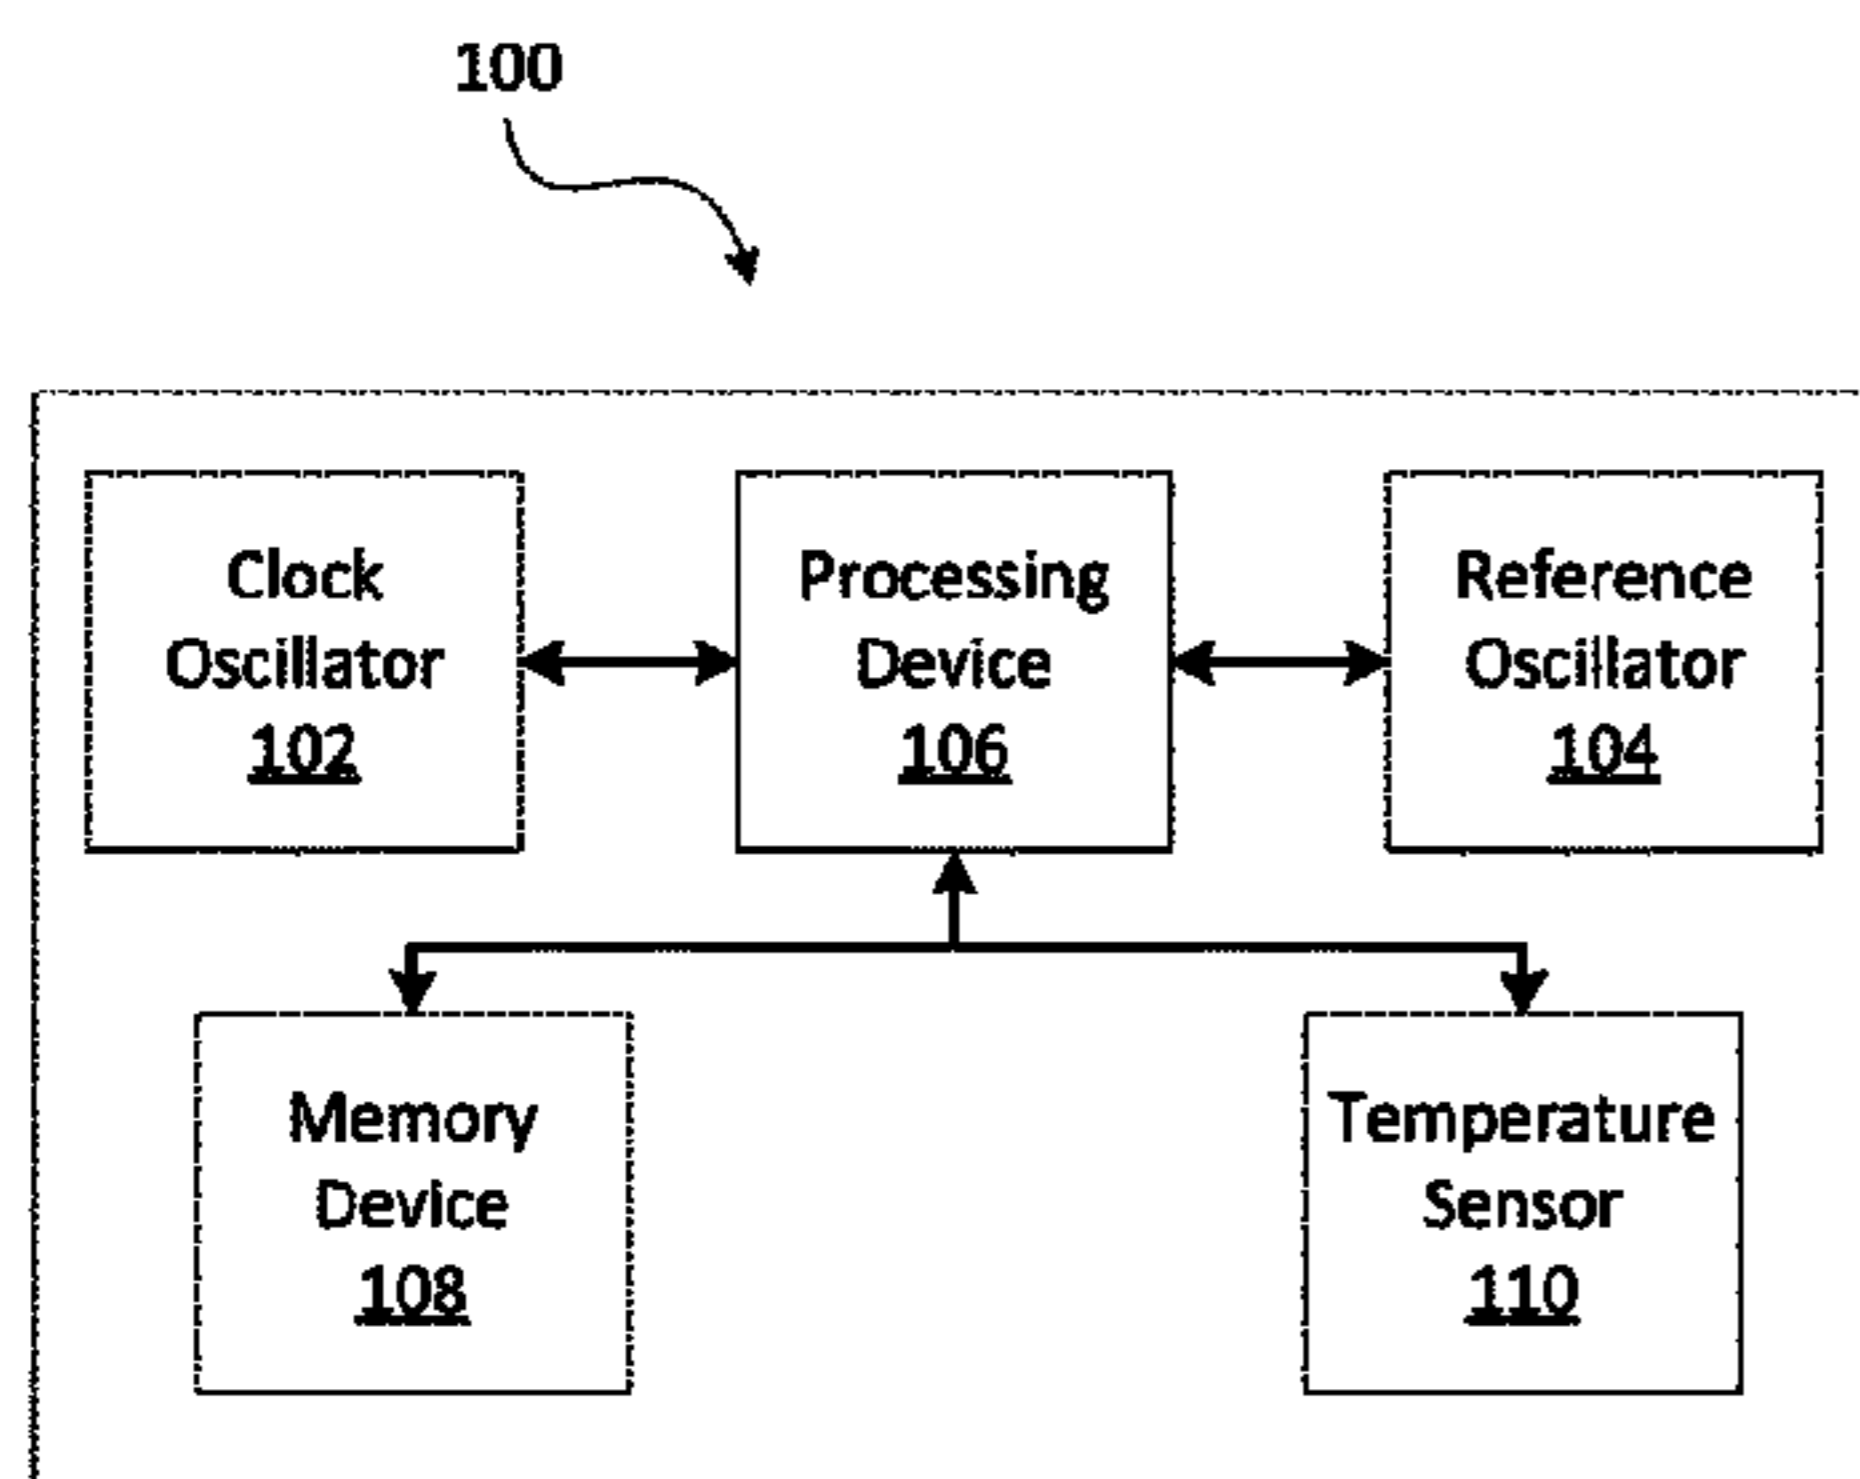 100
Clock
Oscillator
102
Processing
Device
106
Reference
Oscillator
104
Memory
Device
108
Temperature
Sensor
110